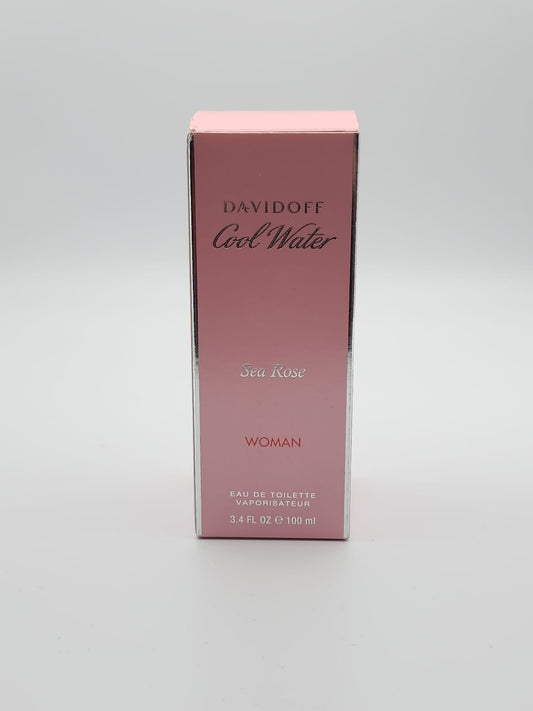 DAVIDOFF
Cool Water
Sea Rose
WOMAN
EAU DE TOILETTE
VAPORISATEUR
3.4 FL OZ ℮ 100 ml